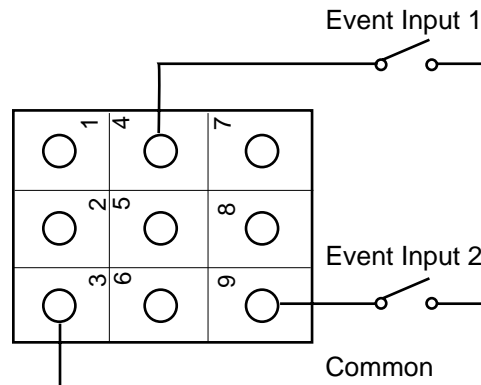 Event Input 1
1 4 7
2 5 8
Event Input 2
3 6 9
Common